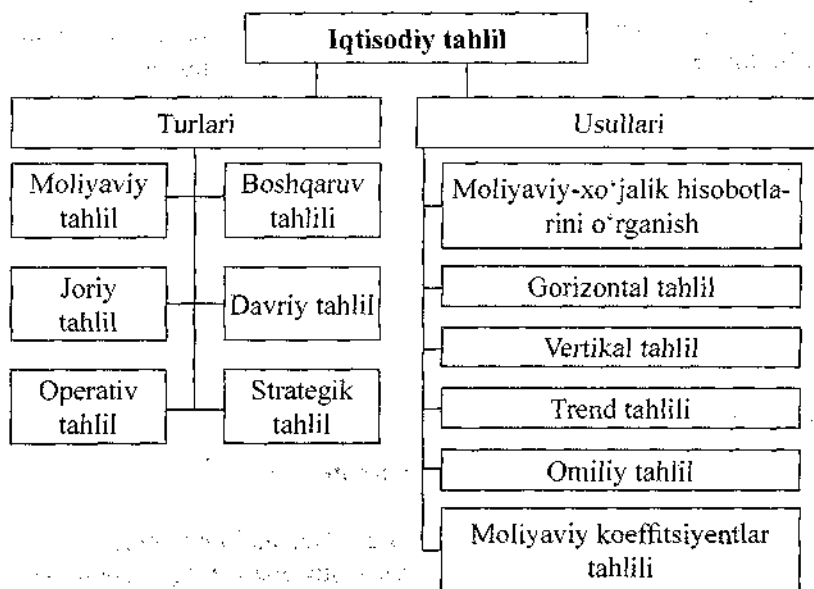 Iqtisodiy tahlil
Turlari
Usullari
Moliyaviy
tahlil
Boshqaruv
tahlili
Joriy
tahlil
Davriy tahlil
Operativ
tahlil
Strategik
tahlil
Moliyaviy-xo‘jalik hisobotla-
rini o‘rganish
Gorizontal tahlil
Vertikal tahlil
Trend tahlili
Omiliy tahlil
Moliyaviy koeffitsiyentlar
tahlili